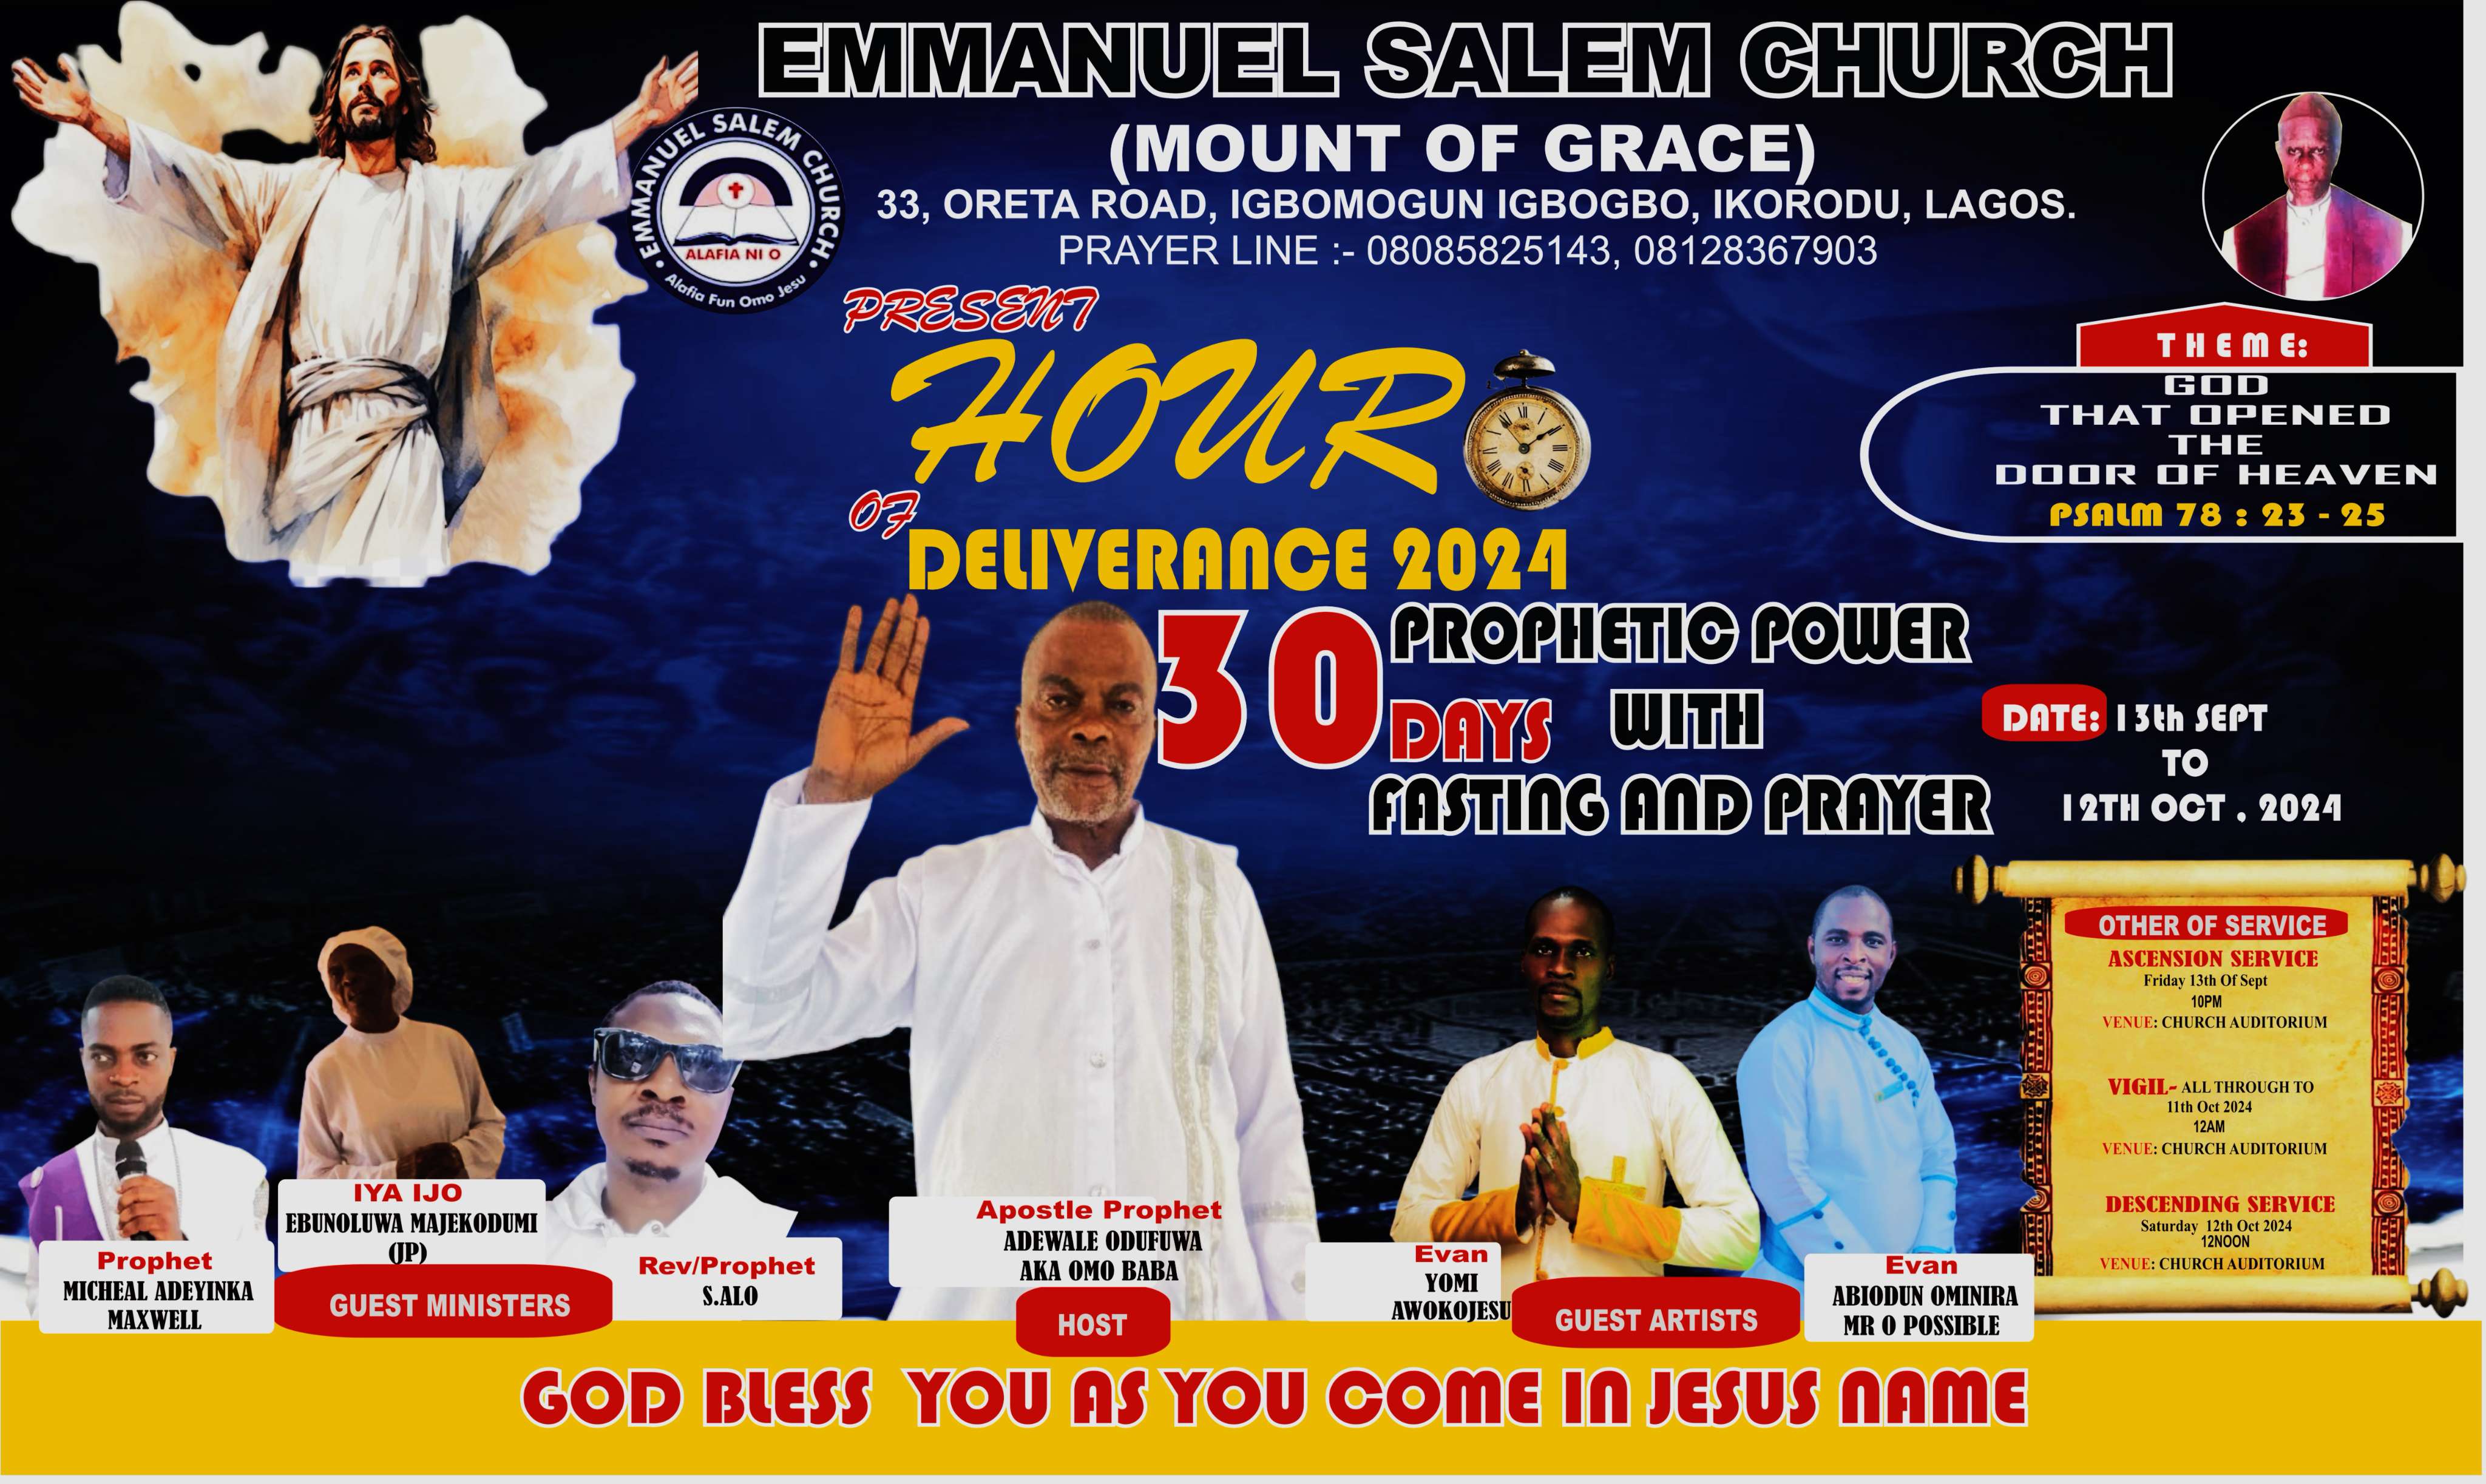 EMMANUEL SALEM CHURCH
(MOUNT OF GRACE)
33, ORETA ROAD, IGBOMOGUN IGBOGBO, IKORODU, LAGOS.
PRAYER LINE :- 08085825143, 08128367903
EMMANUEL SALEM CHURCH
ALAFIA NI O
Alafia Fun Omo Jesu
PRESENT
HOUR
OF
DELIVERANCE 2024
THEME:
GOD
THAT OPENED
THE
DOOR OF HEAVEN
PSALM 78 : 23 - 25
30 DAYS
PROPHETIC POWER
WITH
FASTING AND PRAYER
DATE: 13th SEPT
TO
12TH OCT , 2024
OTHER OF SERVICE
ASCENSION SERVICE
Friday 13th Of Sept
10PM
VENUE: CHURCH AUDITORIUM
VIGIL- ALL THROUGH TO
11th Oct 2024
12AM
VENUE: CHURCH AUDITORIUM
DESCENDING SERVICE
Saturday 12th Oct 2024
12NOON
VENUE: CHURCH AUDITORIUM
Prophet
MICHEAL ADEYINKA
MAXWELL
IYA IJO
EBUNOLUWA MAJEKODUMI
(JP)
GUEST MINISTERS
Rev/Prophet
S.ALO
Apostle Prophet
ADEWALE ODUFUWA
AKA OMO BABA
HOST
Evan
YOMI
AWOKOJESU
GUEST ARTISTS
Evan
ABIODUN OMINIRA
MR O POSSIBLE
GOD BLESS YOU AS YOU COME IN JESUS NAME